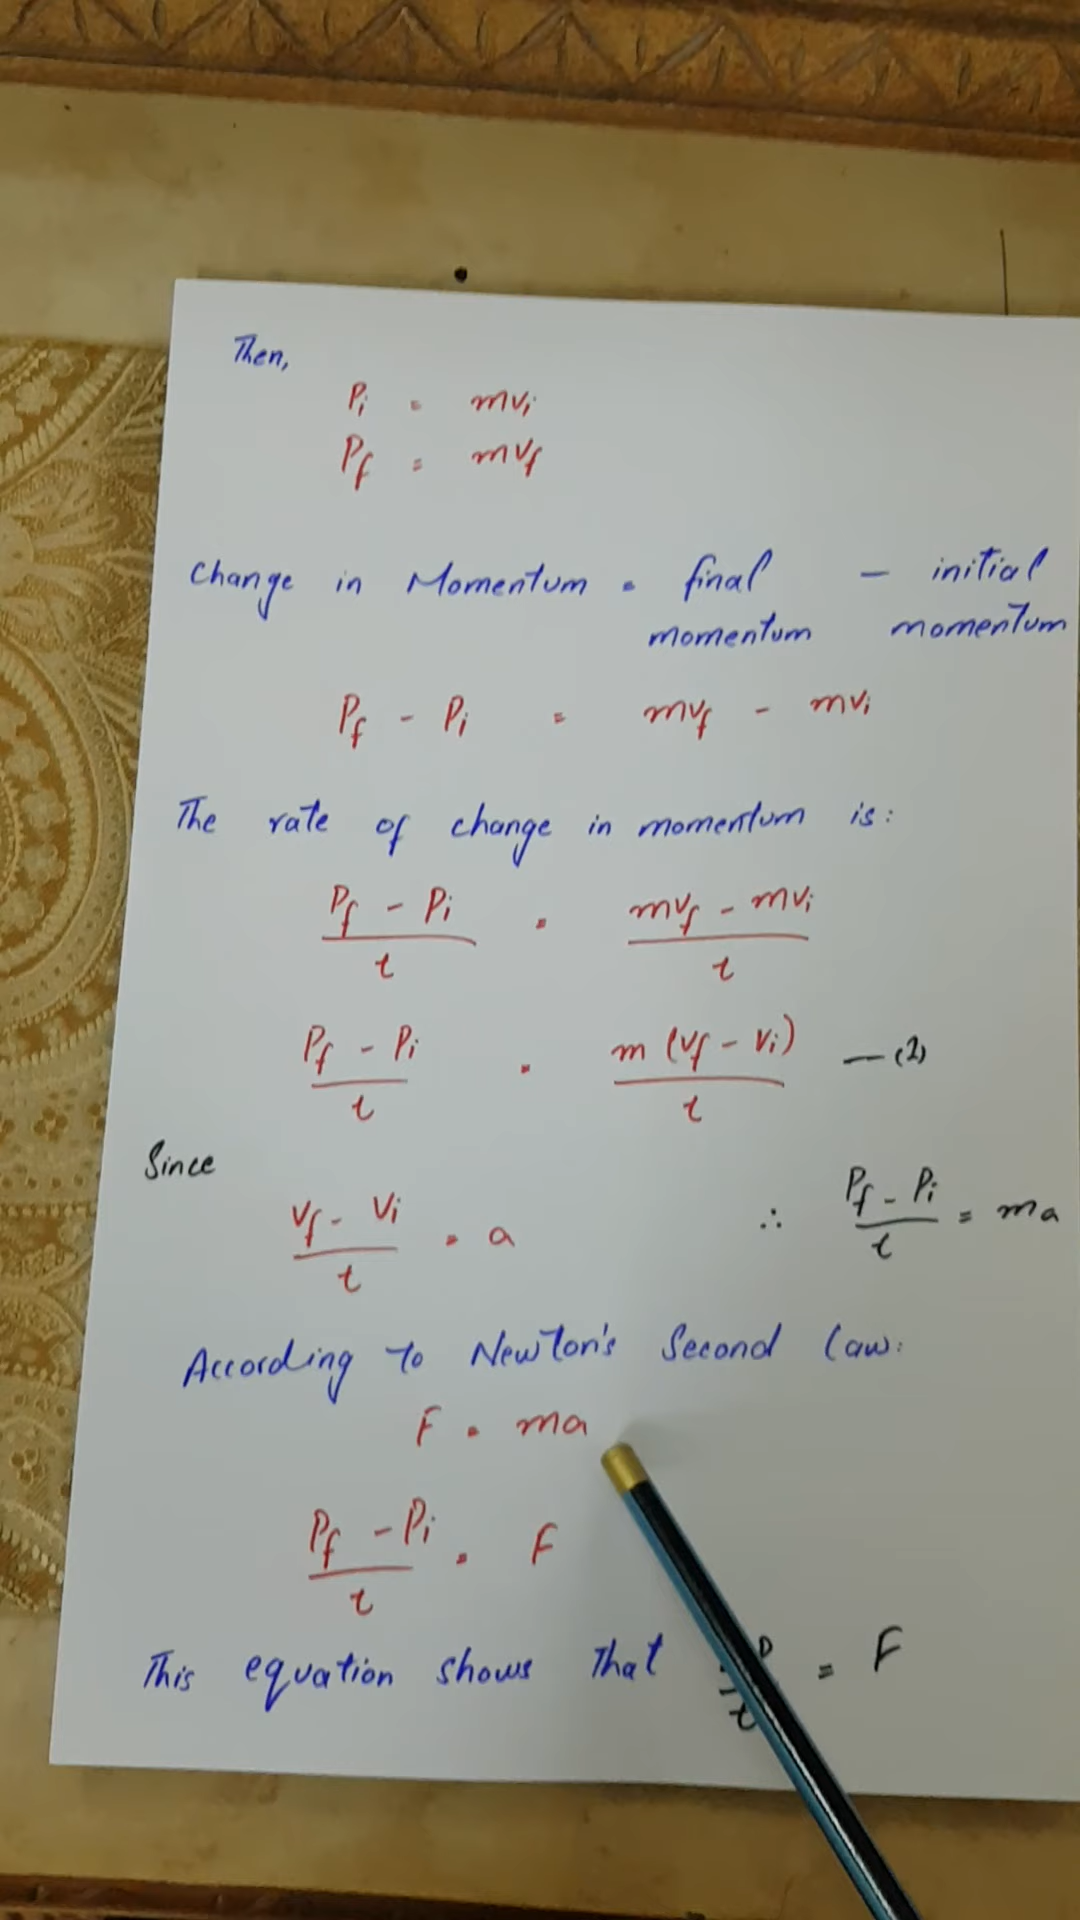 Then,
Pi = mvi
Pf = mvf
Change in Momentum = final momentum - initial momentum
Pf - Pi = mvf - mvi
The rate of change in momentum is:
Pf - Pi / t = mvf - mvi / t
Pf - Pi / t = m (vf - vi) / t — (2)
Since
vf - vi / t = a ∴ Pf - Pi / t = ma
According to Newton's Second Law:
F = ma
Pf - Pi / t = F
This equation shows that P / t = F